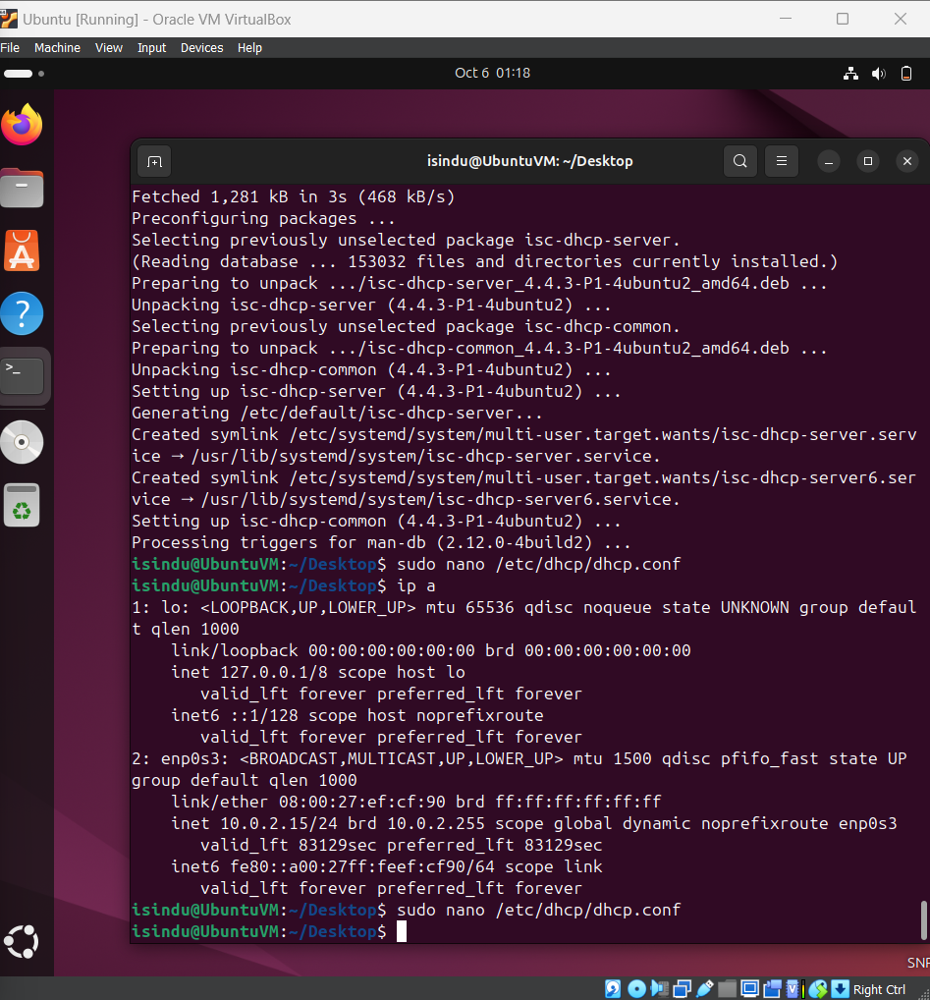 Ubuntu [Running] - Oracle VM VirtualBox
File Machine View Input Devices Help
Oct 6 01:18
isindu@UbuntuVM: ~/Desktop
Fetched 1,281 kB in 3s (468 kB/s)
Preconfiguring packages ...
Selecting previously unselected package isc-dhcp-server.
(Reading database ... 153032 files and directories currently installed.)
Preparing to unpack .../isc-dhcp-server_4.4.3-P1-4ubuntu2_amd64.deb ...
Unpacking isc-dhcp-server (4.4.3-P1-4ubuntu2) ...
Selecting previously unselected package isc-dhcp-common.
Preparing to unpack .../isc-dhcp-common_4.4.3-P1-4ubuntu2_amd64.deb ...
Unpacking isc-dhcp-common (4.4.3-P1-4ubuntu2) ...
Setting up isc-dhcp-server (4.4.3-P1-4ubuntu2) ...
Generating /etc/default/isc-dhcp-server...
Created symlink /etc/systemd/system/multi-user.target.wants/isc-dhcp-server.serv
ice → /usr/lib/systemd/system/isc-dhcp-server.service.
Created symlink /etc/systemd/system/multi-user.target.wants/isc-dhcp-server6.ser
vice → /usr/lib/systemd/system/isc-dhcp-server6.service.
Setting up isc-dhcp-common (4.4.3-P1-4ubuntu2) ...
Processing triggers for man-db (2.12.0-4build2) ...
isindu@UbuntuVM:~/Desktop$ sudo nano /etc/dhcp/dhcp.conf
isindu@UbuntuVM:~/Desktop$ ip a
1: lo: <LOOPBACK,UP,LOWER_UP> mtu 65536 qdisc noqueue state UNKNOWN group defaul
t qlen 1000
    link/loopback 00:00:00:00:00:00 brd 00:00:00:00:00:00
    inet 127.0.0.1/8 scope host lo
       valid_lft forever preferred_lft forever
    inet6 ::1/128 scope host noprefixroute
       valid_lft forever preferred_lft forever
2: enp0s3: <BROADCAST,MULTICAST,UP,LOWER_UP> mtu 1500 qdisc pfifo_fast state UP
group default qlen 1000
    link/ether 08:00:27:ef:cf:90 brd ff:ff:ff:ff:ff:ff
    inet 10.0.2.15/24 brd 10.0.2.255 scope global dynamic noprefixroute enp0s3
       valid_lft 83129sec preferred_lft 83129sec
    inet6 fe80::a00:27ff:feef:cf90/64 scope link
       valid_lft forever preferred_lft forever
isindu@UbuntuVM:~/Desktop$ sudo nano /etc/dhcp/dhcp.conf
isindu@UbuntuVM:~/Desktop$
Right Ctrl